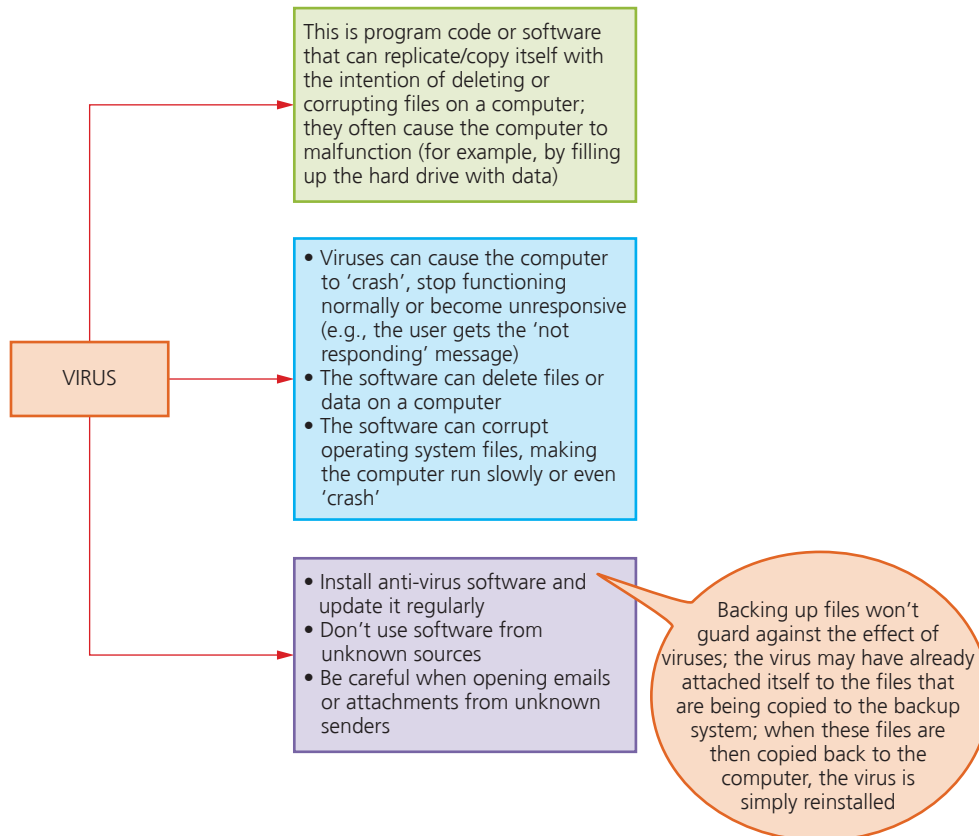 This is program code or software
that can replicate/copy itself with
the intention of deleting or
corrupting files on a computer;
they often cause the computer to
malfunction (for example, by filling
up the hard drive with data)
VIRUS
• Viruses can cause the computer
to ‘crash’, stop functioning
normally or become unresponsive
(e.g., the user gets the ‘not
responding’ message)
• The software can delete files or
data on a computer
• The software can corrupt
operating system files, making
the computer run slowly or even
‘crash’
• Install anti-virus software and
update it regularly
• Don’t use software from
unknown sources
• Be careful when opening emails
or attachments from unknown
senders
Backing up files won’t
guard against the effect of
viruses; the virus may have already
attached itself to the files that
are being copied to the backup
system; when these files are
then copied back to the
computer, the virus is
simply reinstalled